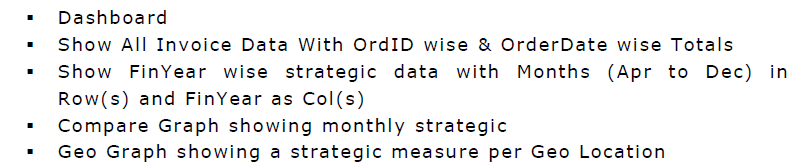 ▪ Dashboard
▪ Show All Invoice Data With OrdID wise & OrderDate wise Totals
▪ Show FinYear wise strategic data with Months (Apr to Dec) in
Row(s) and FinYear as Col(s)
▪ Compare Graph showing monthly strategic
▪ Geo Graph showing a strategic measure per Geo Location